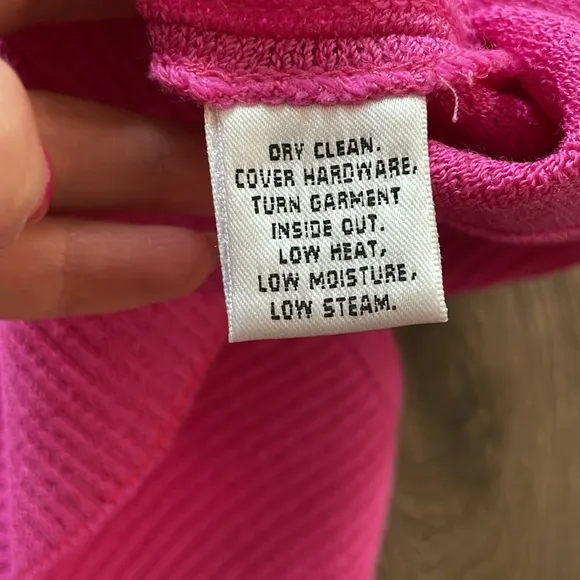 DRY CLEAN.
COVER HARDWARE,
TURN GARMENT
INSIDE OUT.
LOW HEAT,
LOW MOISTURE,
LOW STEAM.